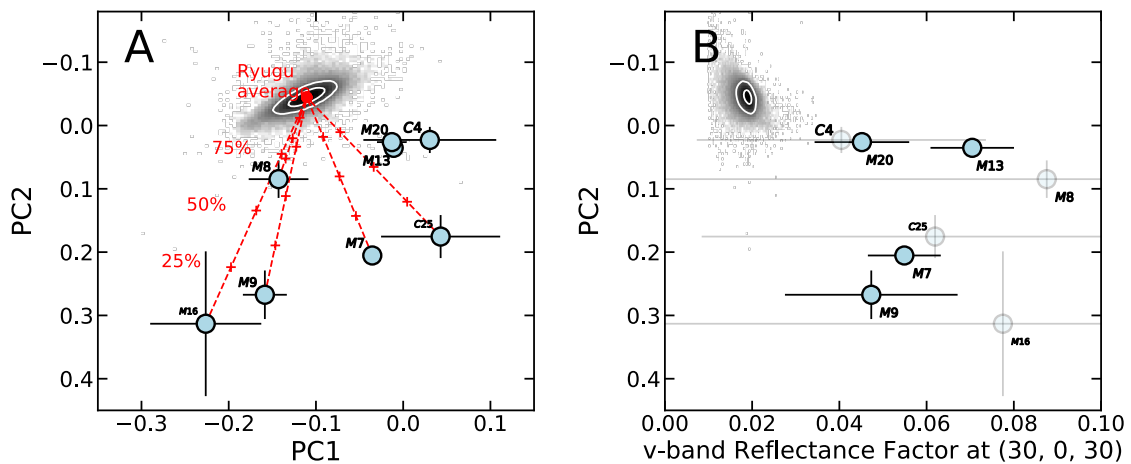 A
Ryugu
average
M20
C4
M13
75%
M8
50%
C25
M7
25%
M9
M16
−0.1
0.0
0.1
0.2
0.3
0.4
PC2
−0.3
−0.2
−0.1
0.0
0.1
PC1
B
C4
M20
M13
M8
C25
M7
M9
M16
−0.1
0.0
0.1
0.2
0.3
0.4
PC2
0.00
0.02
0.04
0.06
0.08
0.10
v-band Reflectance Factor at (30, 0, 30)